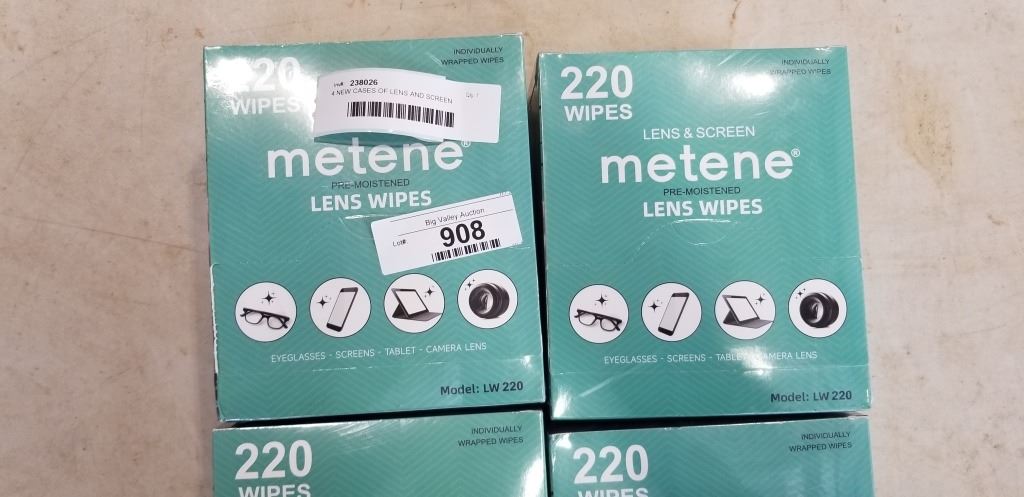 220
WIPES
INDIVIDUALLY
WRAPPED WIPES
238026
4 NEW CASES OF LENS AND SCREEN
metene®
PRE-MOISTENED
LENS WIPES
Big Valley Auction
Lot#:
908
EYEGLASSES - SCREENS - TABLET - CAMERA LENS
Model: LW 220
220
WIPES
INDIVIDUALLY
WRAPPED WIPES
LENS & SCREEN
metene®
PRE-MOISTENED
LENS WIPES
EYEGLASSES - SCREENS - TABLET - CAMERA LENS
Model: LW 220
220
WIPES
INDIVIDUALLY
WRAPPED WIPES
220
WIPES
INDIVIDUALLY
WRAPPED WIPES